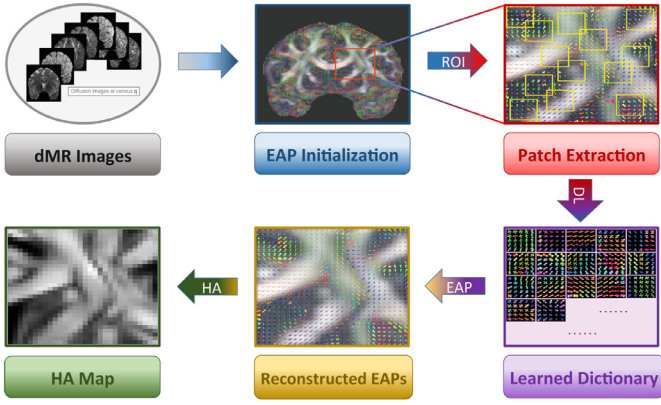 Diffusion images at various q
ROI
dMR Images
EAP Initialization
Patch Extraction
DL
HA
EAP
......
......
HA Map
Reconstructed EAPs
Learned Dictionary